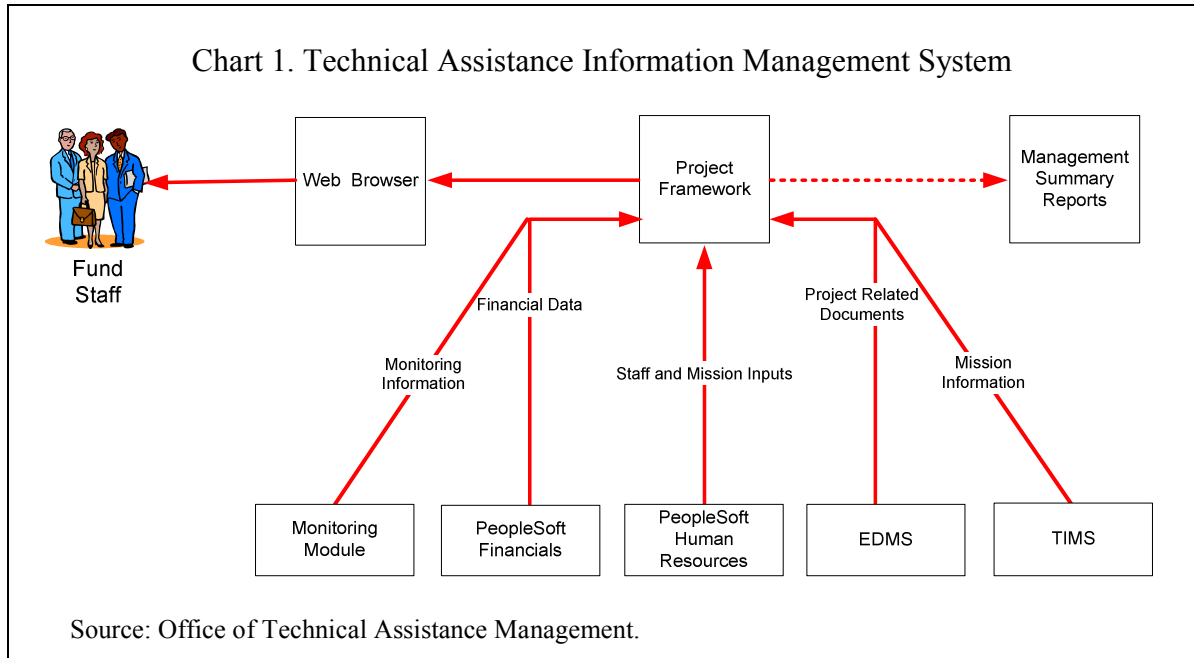 Chart 1. Technical Assistance Information Management System
Fund
Staff
Web Browser
Project
Framework
Management
Summary
Reports
Financial Data
Project Related
Documents
Monitoring
Information
Staff and Mission Inputs
Mission
Information
Monitoring
Module
PeopleSoft
Financials
PeopleSoft
Human
Resources
EDMS
TIMS
Source: Office of Technical Assistance Management.